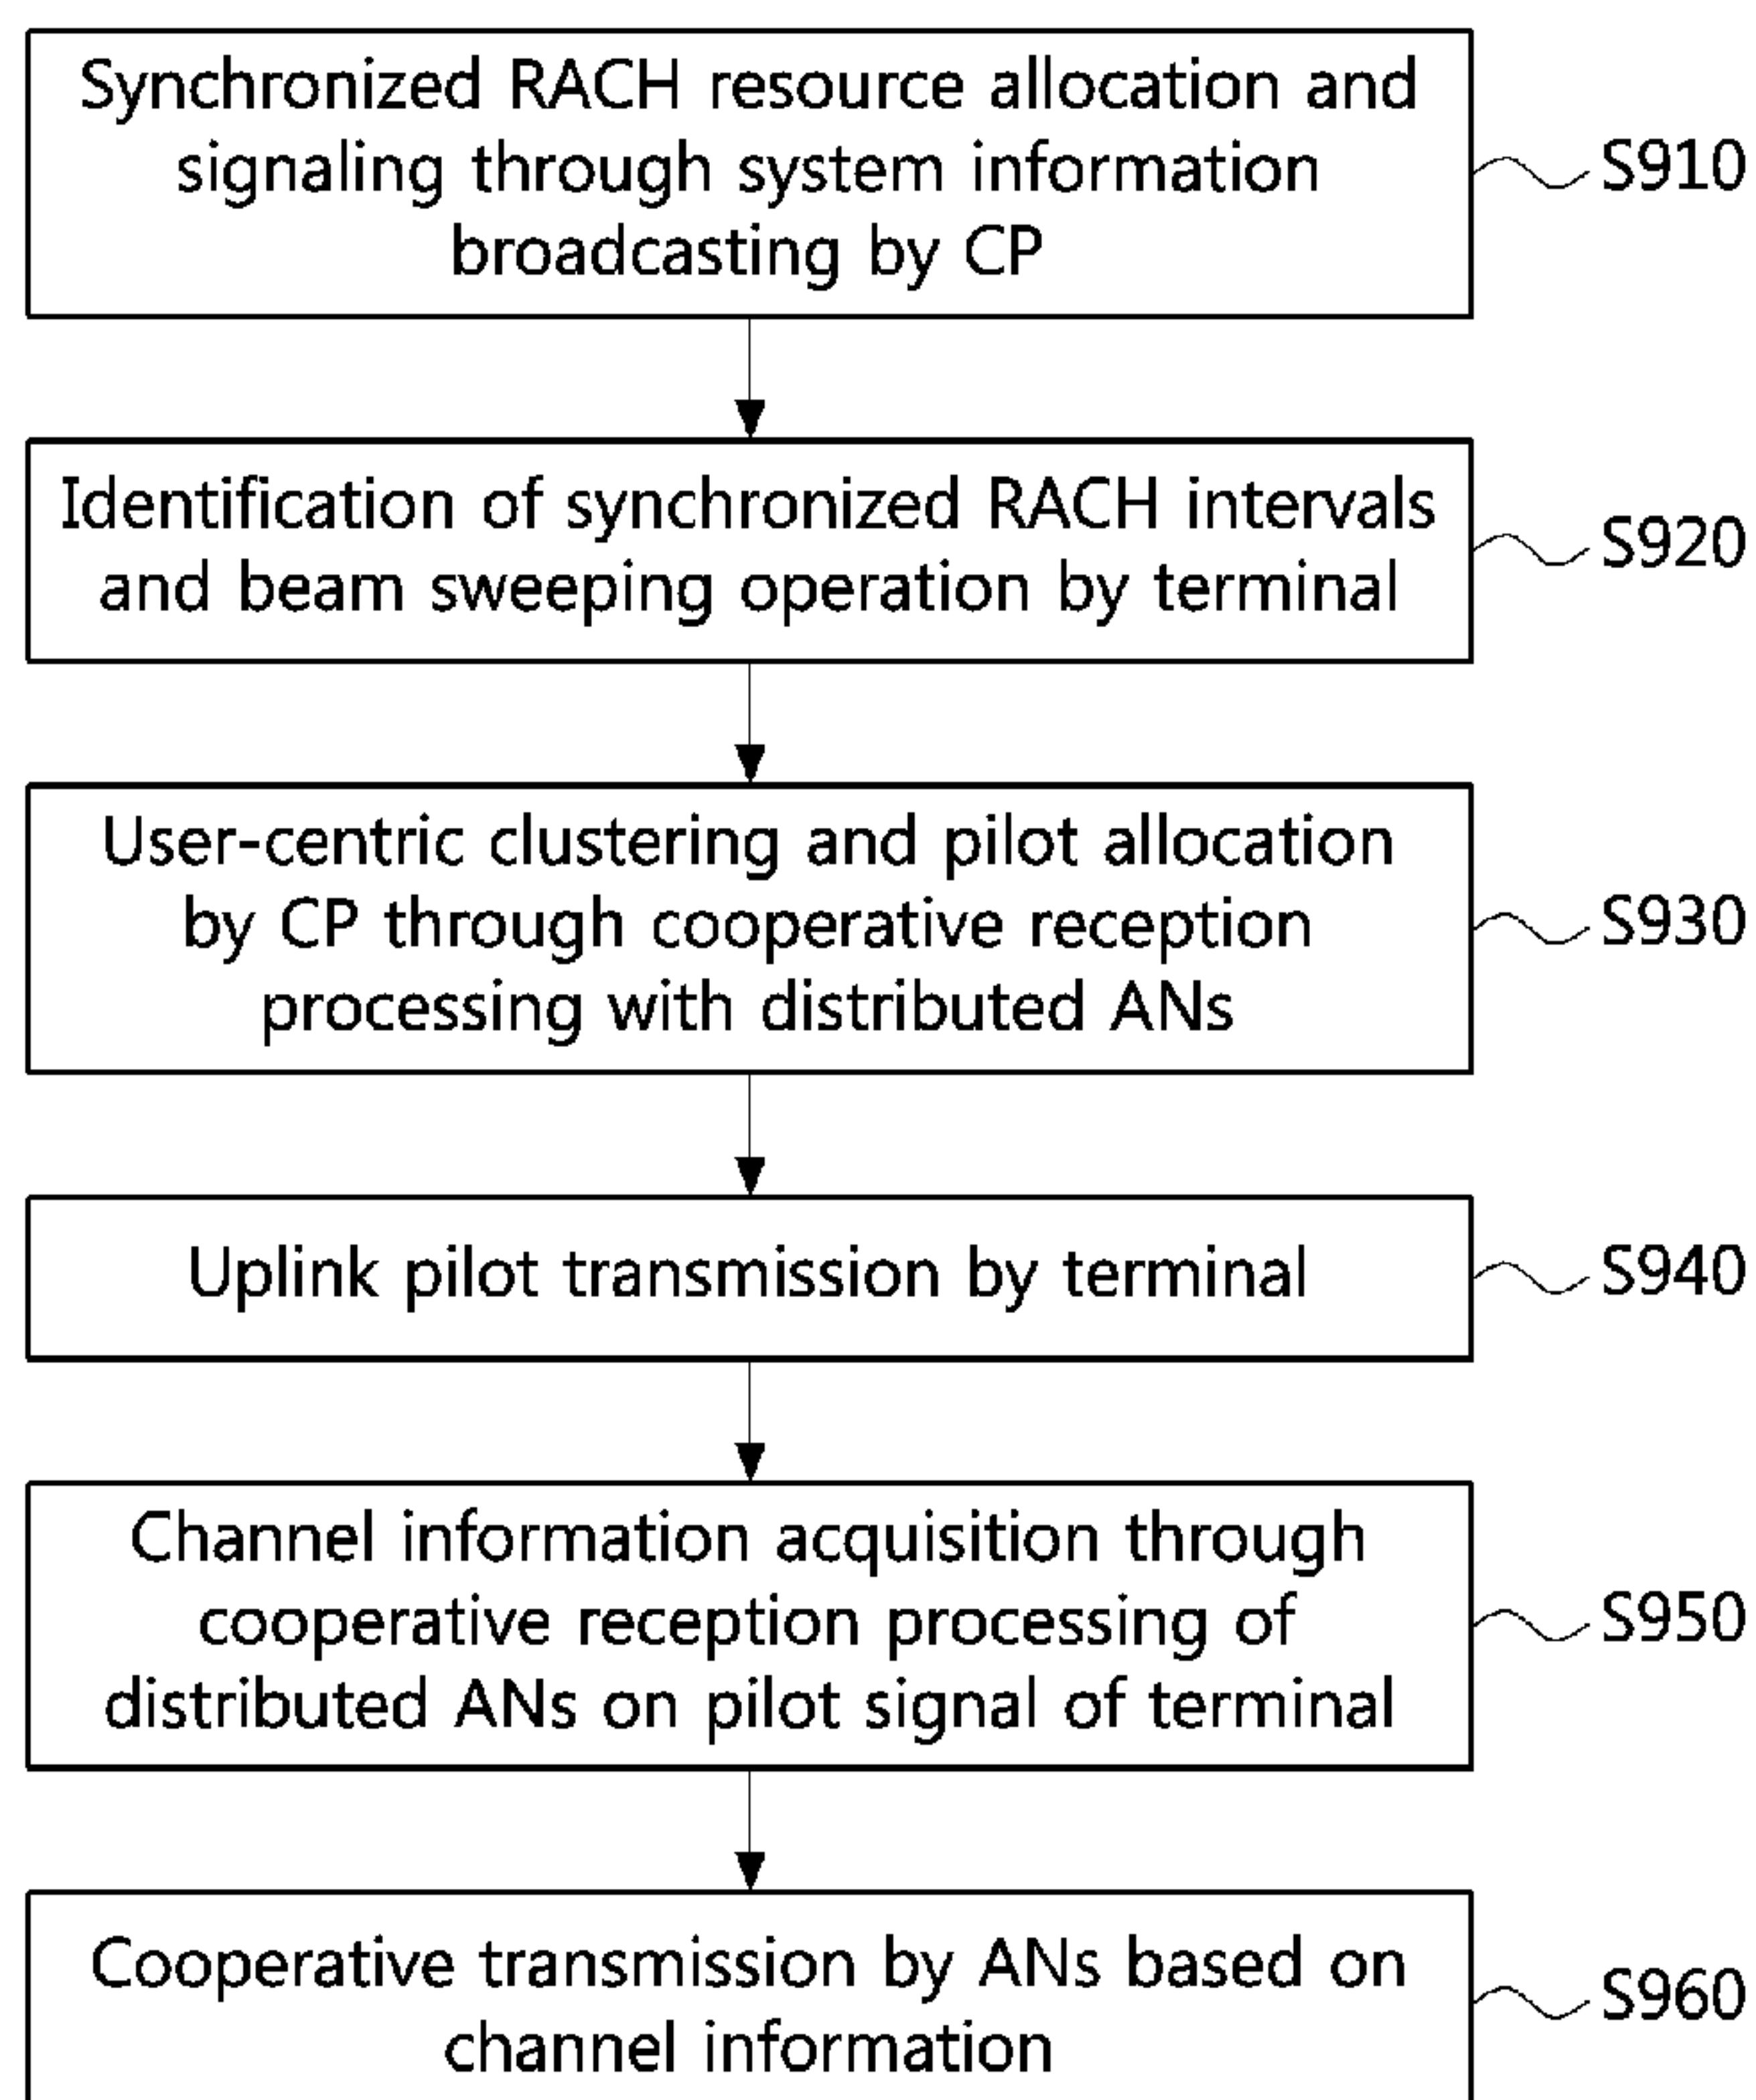 Synchronized RACH resource allocation and
signaling through system information
broadcasting by CP
S910
Identification of synchronized RACH intervals
and beam sweeping operation by terminal
S920
User-centric clustering and pilot allocation
by CP through cooperative reception
processing with distributed ANs
S930
Uplink pilot transmission by terminal
S940
Channel information acquisition through
cooperative reception processing of
distributed ANs on pilot signal of terminal
S950
Cooperative transmission by ANs based on
channel information
S960